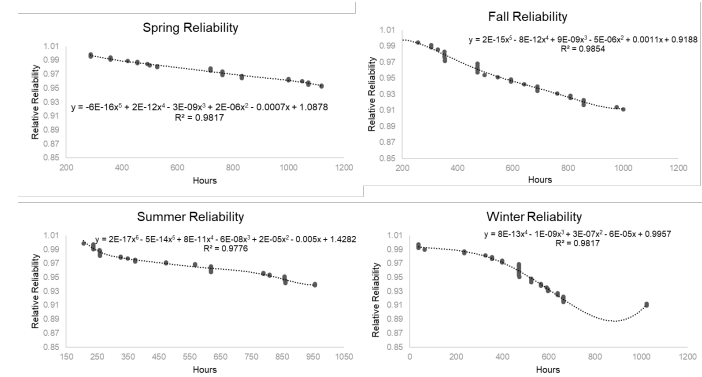 Spring Reliability
1.01
0.99
0.97
0.95
0.93
0.91
0.89
0.87
0.85
Relative Reliability
y = -6E-16x⁵ + 2E-12x⁴ - 3E-09x³ + 2E-06x² - 0.0007x + 1.0878
R² = 0.9817
200 400 600 800 1000 1200
Hours
Fall Reliability
1.01
0.99
0.97
0.95
0.93
0.91
0.89
0.87
0.85
Relative Reliability
y = 2E-15x⁵ - 8E-12x⁴ + 9E-09x³ - 5E-06x² + 0.0011x + 0.9188
R² = 0.9854
200 400 600 800 1000 1200
Hours
Summer Reliability
1.01
0.99
0.97
0.95
0.93
0.91
0.89
0.87
0.85
Relative Reliability
y = 2E-17x⁶ - 5E-14x⁵ + 8E-11x⁴ - 6E-08x³ + 2E-05x² - 0.005x + 1.4282
R² = 0.9776
150 250 350 450 550 650 750 850 950 1050
Hours
Winter Reliability
1.01
0.99
0.97
0.95
0.93
0.91
0.89
0.87
0.85
Relative Reliability
y = 8E-13x⁴ - 1E-09x³ + 3E-07x² - 6E-05x + 0.9957
R² = 0.9817
0 200 400 600 800 1000 1200
Hours